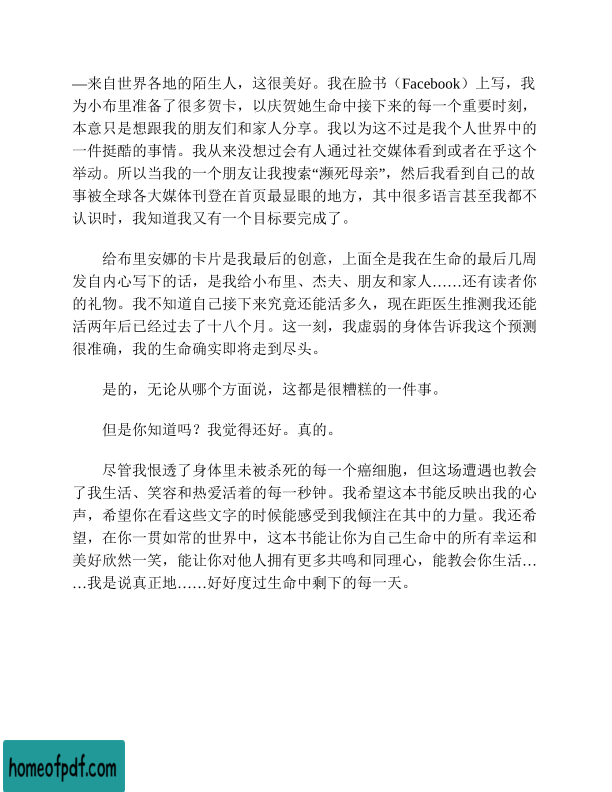 —来自世界各地的陌生人，这很美好。我在脸书（Facebook）上写，我
为小布里准备了很多贺卡，以庆贺她生命中接下来的每一个重要时刻，
本意只是想跟我的朋友们和家人分享。我以为这不过是我个人世界中的
一件挺酷的事情。我从来没想过会有人通过社交媒体看到或者在乎这个
举动。所以当我的一个朋友让我搜索“濒死母亲”，然后我看到自己的故
事被全球各大媒体刊登在首页最显眼的地方，其中很多语言甚至我都不
认识时，我知道我又有一个目标要完成了。
给布里安娜的卡片是我最后的创意，上面全是我在生命的最后几周
发自内心写下的话，是我给小布里、杰夫、朋友和家人……还有读者你
的礼物。我不知道自己接下来究竟还能活多久，现在距医生推测我还能
活两年后已经过去了十八个月。这一刻，我虚弱的身体告诉我这个预测
很准确，我的生命确实即将走到尽头。
是的，无论从哪个方面说，这都是很糟糕的一件事。
但是你知道吗？我觉得还好。真的。
尽管我恨透了身体里未被杀死的每一个癌细胞，但这场遭遇也教会
了我生活、笑容和热爱活着的每一秒钟。我希望这本书能反映出我的心
声，希望你在看这些文字的时候能感受到我倾注在其中的力量。我还希
望，在你一贯如常的世界中，这本书能让你为自己生命中的所有幸运和
美好欣然一笑，能让你对他人拥有更多共鸣和同理心，能教会你生活…
…我是说真正地……好好度过生命中剩下的每一天。
homeofpdf.com